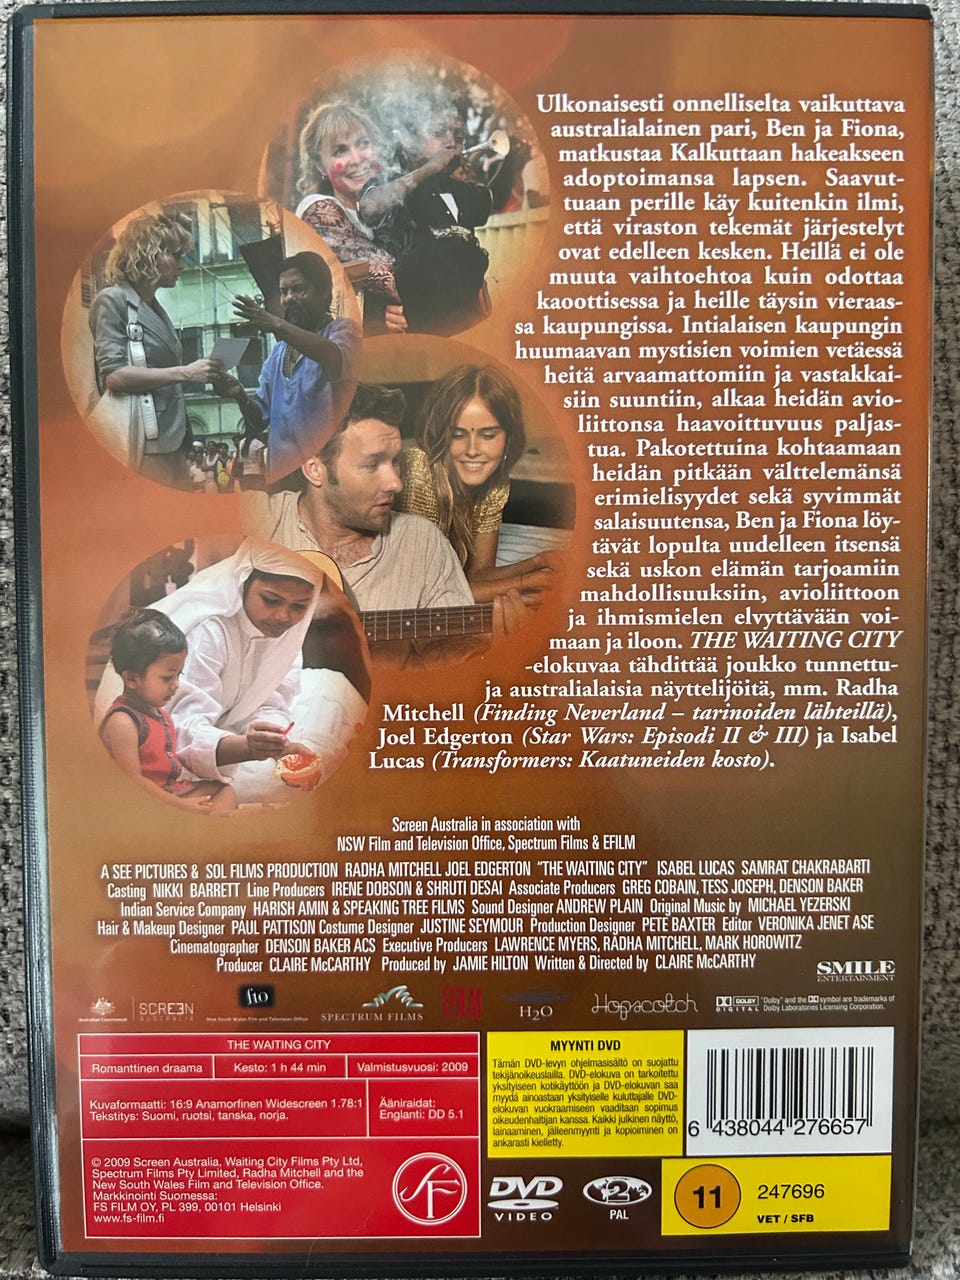 Ulkonaisesti onnelliselta vaikuttava
australialainen pari, Ben ja Fiona,
matkustaa Kalkuttaan hakeakseen
adoptoimansa lapsen. Saavut-
tuaan perille käy kuitenkin ilmi,
että viraston tekemät järjestelyt
ovat edelleen kesken. Heillä ei ole
muuta vaihtoehtoa kuin odottaa
kaoottisessa ja heille täysin vieraas-
sa kaupungissa. Intialaisen kaupungin
huumaavan mystisien voimien vetäessä
heitä arvaamattomiin ja vastakkai-
siin suuntiin, alkaa heidän avio-
liittonsa haavoittuvuus paljas-
tua. Pakotettuina kohtaamaan
heidän pitkään välttelemänsä
erimielisyydet sekä syvimmät
salaisuutensa, Ben ja Fiona löy-
tävät lopulta uudelleen itsensä
sekä uskon elämän tarjoamiin
mahdollisuuksiin, avioliittoon
ja ihmismielen elvyttävään voi-
maan ja iloon. THE WAITING CITY
-elokuvaa tähdittää joukko tunnettu-
ja australialaisia näyttelijöitä, mm. Radha
Mitchell (Finding Neverland – tarinoiden lähteillä),
Joel Edgerton (Star Wars: Episodi II & III) ja Isabel
Lucas (Transformers: Kaatuneiden kosto).
Screen Australia in association with
NSW Film and Television Office, Spectrum Films & EFILM
A SEE PICTURES & SOL FILMS PRODUCTION RADHA MITCHELL JOEL EDGERTON "THE WAITING CITY" ISABEL LUCAS SAMRAT CHAKRABARTI
Casting NIKKI BARRETT Line Producers IRENE DOBSON & SHRUTI DESAI Associate Producers GREG COBAIN, TESS JOSEPH, DENSON BAKER
Indian Service Company HARISH AMIN & SPEAKING TREE FILMS Sound Designer ANDREW PLAIN Original Music by MICHAEL YEZERSKI
Hair & Makeup Designer PAUL PATTISON Costume Designer JUSTINE SEYMOUR Production Designer PETE BAXTER Editor VERONIKA JENET ASE
Cinematographer DENSON BAKER ACS Executive Producers LAWRENCE MYERS, RADHA MITCHELL, MARK HOROWITZ
Producer CLAIRE McCARTHY Produced by JAMIE HILTON Written & Directed by CLAIRE McCARTHY
SMILE
ENTERTAINMENT
Australian Government
SCREEN
AUSTRALIA
fto
New South Wales Film and Television Office
SPECTRUM FILMS
EFILM
H2O
Hopscotch
DOLBY
DIGITAL
"Dolby" and the DD symbol are trademarks of
Dolby Laboratories Licensing Corporation.
THE WAITING CITY
Romanttinen draama
Kesto: 1 h 44 min
Valmistusvuosi: 2009
Kuvaformaatti: 16:9 Anamorfinen Widescreen 1.78:1
Tekstitys: Suomi, ruotsi, tanska, norja.
Ääniraidat:
Englanti: DD 5.1
© 2009 Screen Australia, Waiting City Films Pty Ltd,
Spectrum Films Pty Limited, Radha Mitchell and the
New South Wales Film and Television Office.
Markkinointi Suomessa:
FS FILM OY, PL 399, 00101 Helsinki
www.fs-film.fi
SF
MYYNTI DVD
Tämän DVD-levyn ohjelmasisältö on suojattu
tekijänoikeuslailla. DVD-elokuva on tarkoitettu
yksityiseen kotikäyttöön ja DVD-elokuvan saa
myydä ainoastaan yksityiselle kuluttajalle DVD-
elokuvan vuokraamiseen vaaditaan sopimus
oikeudenhaltijan kanssa. Kaikki julkinen näyttö,
lainaaminen, jälleenmyynti ja kopioiminen on
ankarasti kielletty.
6 438044 276657
DVD
VIDEO
2
PAL
11
247696
VET / SFB